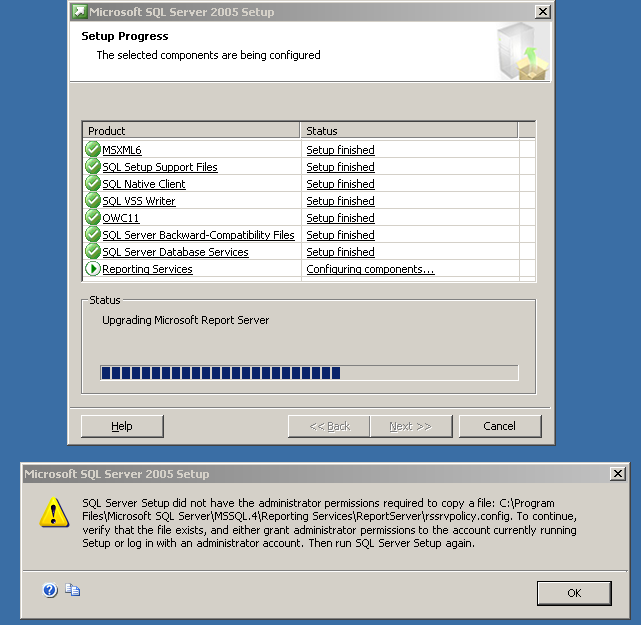 Microsoft SQL Server 2005 Setup
Setup Progress
The selected components are being configured
Product Status
MSXML6 Setup finished
SQL Setup Support Files Setup finished
SQL Native Client Setup finished
SQL VSS Writer Setup finished
OWC11 Setup finished
SQL Server Backward-Compatibility Files Setup finished
SQL Server Database Services Setup finished
Reporting Services Configuring components...
Status
Upgrading Microsoft Report Server
Help << Back Next >> Cancel
Microsoft SQL Server 2005 Setup
SQL Server Setup did not have the administrator permissions required to copy a file: C:\Program
Files\Microsoft SQL Server\MSSQL.4\Reporting Services\ReportServer\rssrvpolicy.config. To continue,
verify that the file exists, and either grant administrator permissions to the account currently running
Setup or log in with an administrator account. Then run SQL Server Setup again.
OK